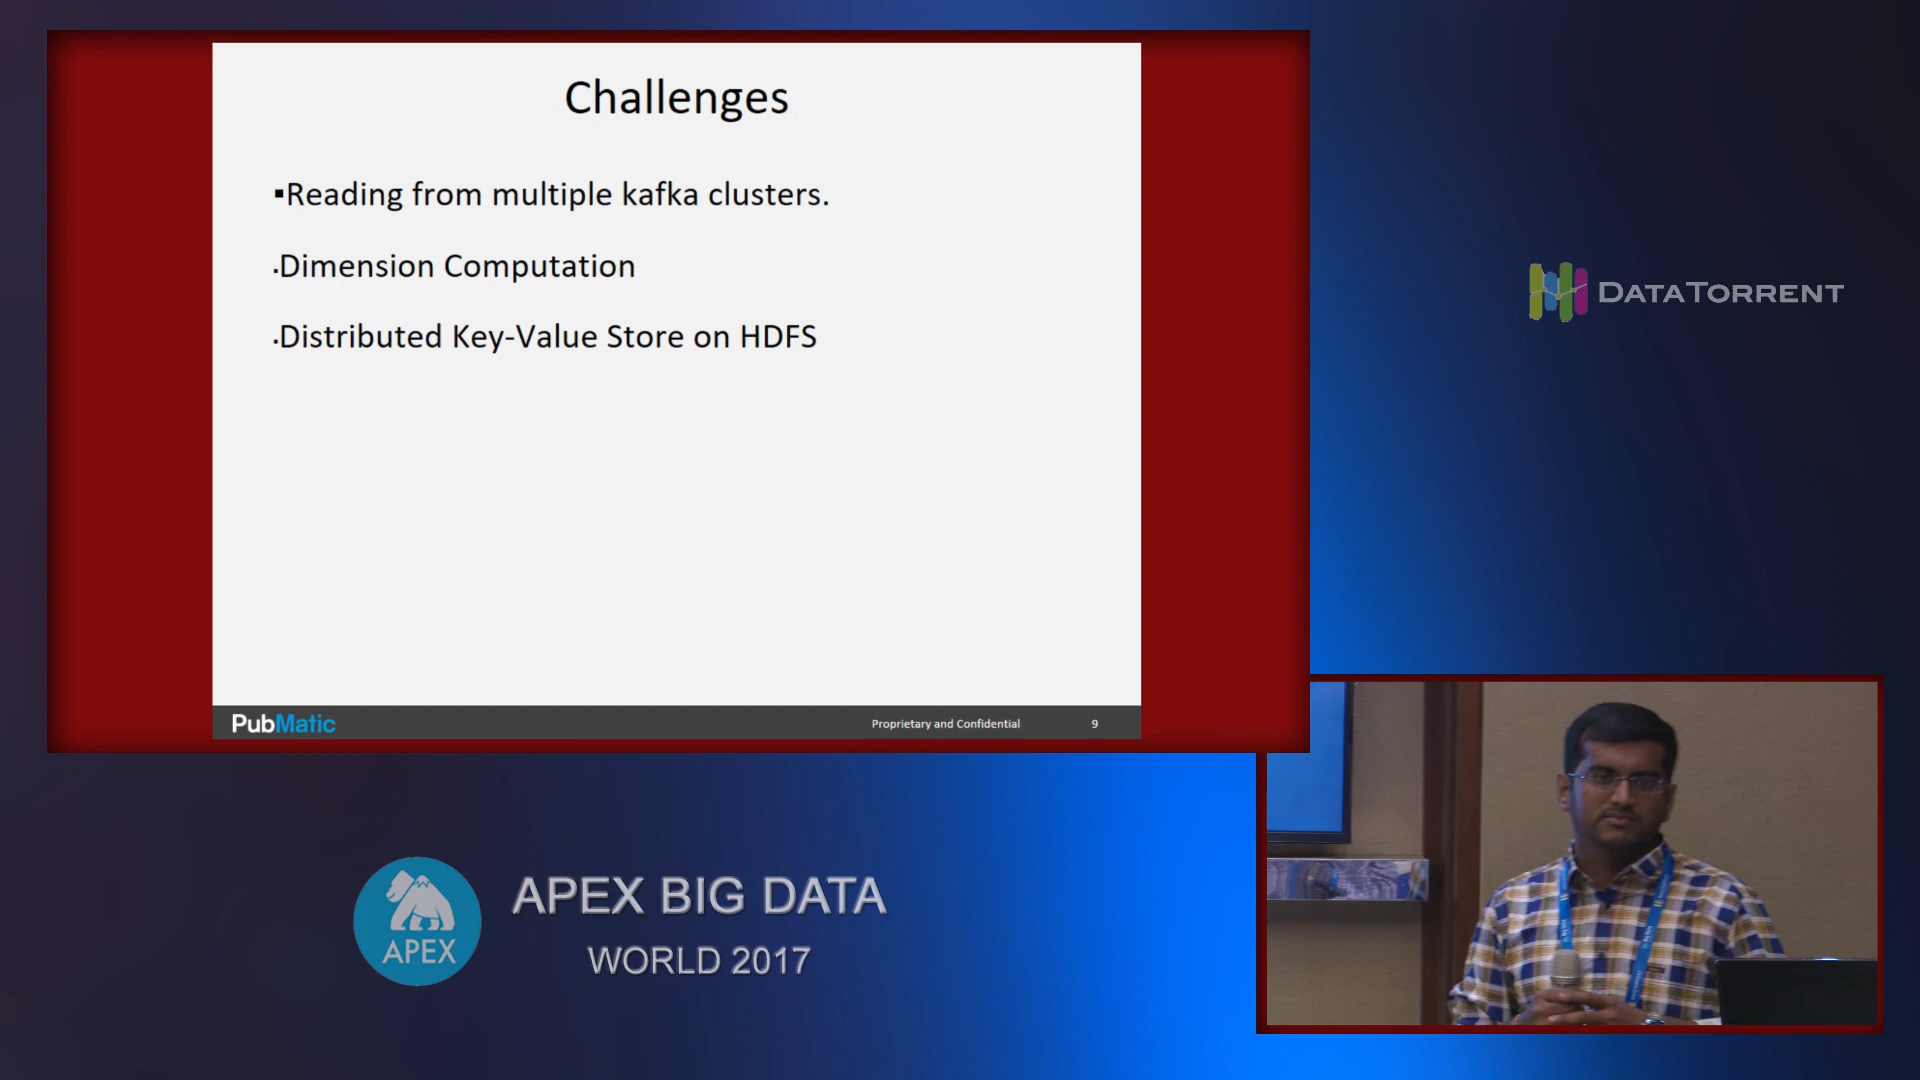 Challenges
▪Reading from multiple kafka clusters.
.Dimension Computation
.Distributed Key-Value Store on HDFS
PubMatic
Proprietary and Confidential
9
DATATORRENT
APEX
APEX BIG DATA
WORLD 2017